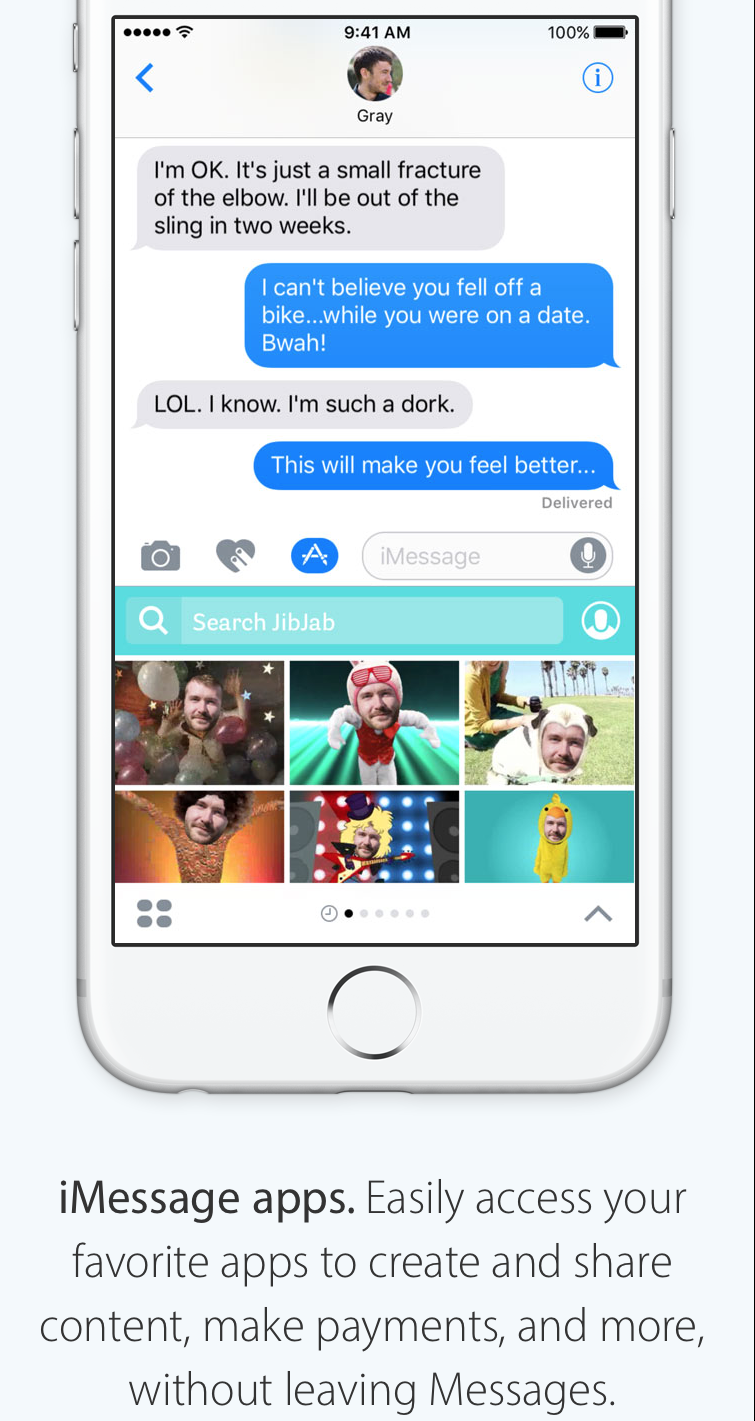 9:41 AM
100%
Gray
I'm OK. It's just a small fracture
of the elbow. I'll be out of the
sling in two weeks.
I can't believe you fell off a
bike...while you were on a date.
Bwah!
LOL. I know. I'm such a dork.
This will make you feel better...
Delivered
iMessage
Search JibJab
iMessage apps. Easily access your
favorite apps to create and share
content, make payments, and more,
without leaving Messages.